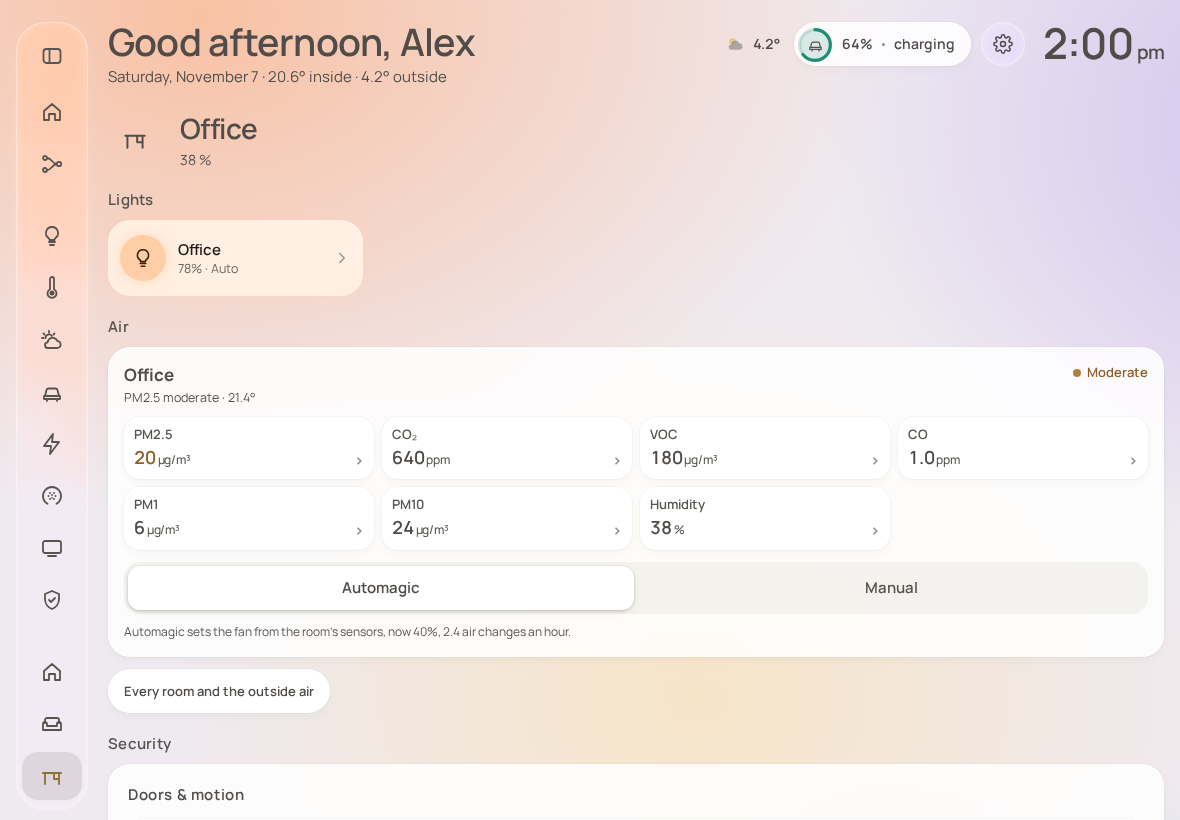 Good afternoon, Alex
Saturday, November 7 · 20.6° inside · 4.2° outside
4.2°
64% • charging
2:00 pm
Office
38 %
Lights
Office
78% · Auto
Air
Office
PM2.5 moderate · 21.4°
Moderate
PM2.5
20 µg/m³
CO₂
640 ppm
VOC
180 µg/m³
CO
1.0 ppm
PM1
6 µg/m³
PM10
24 µg/m³
Humidity
38 %
Automagic
Manual
Automagic sets the fan from the room's sensors, now 40%, 2.4 air changes an hour.
Every room and the outside air
Security
Doors & motion